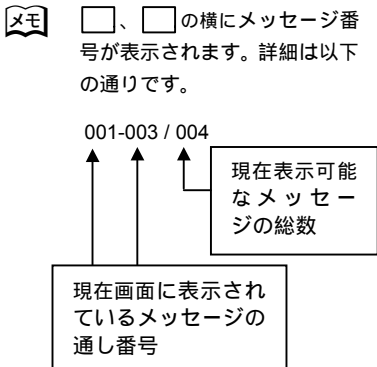 メモ
□、□の横にメッセージ番
号が表示されます。詳細は以下
の通りです。
001-003 / 004
現在表示可能
なメッセー
ジの総数
現在画面に表示され
ているメッセージの
通し番号